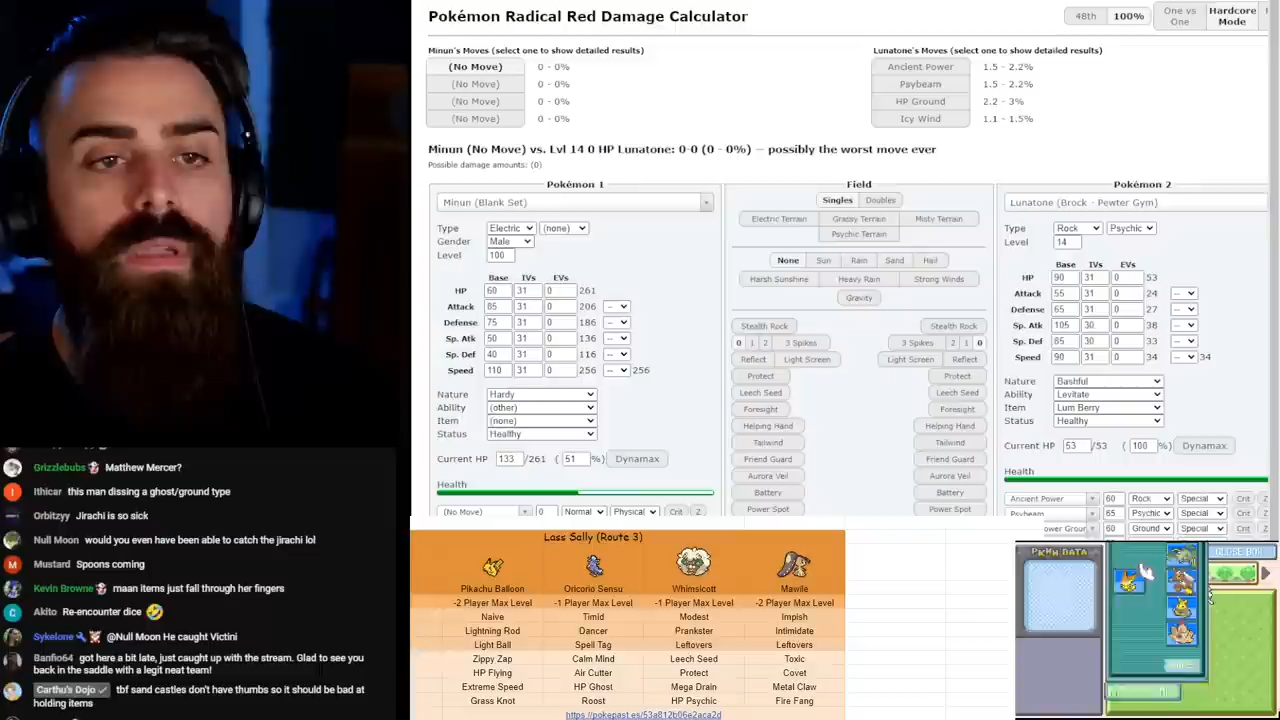 Pokémon Radical Red Damage Calculator
48th 100% One vs One Hardcore Mode
Minun's Moves (select one to show detailed results)
(No Move) 0 - 0%
(No Move) 0 - 0%
(No Move) 0 - 0%
(No Move) 0 - 0%
Lunatone's Moves (select one to show detailed results)
Ancient Power 1.5 - 2.2%
Psybeam 1.5 - 2.2%
HP Ground 2.2 - 3%
Icy Wind 1.1 - 1.5%
Minun (No Move) vs. Lvl 14 0 HP Lunatone: 0-0 (0 - 0%) -- possibly the worst move ever
Possible damage amounts: (0)
Pokémon 1
Minun (Blank Set)
Type Electric (none)
Gender Male
Level 100
Base IVs EVs
HP 60 31 0 261
Attack 85 31 0 206 --
Defense 75 31 0 186 --
Sp. Atk 50 31 0 136 --
Sp. Def 40 31 0 116 --
Speed 110 31 0 256 -- 256
Nature Hardy
Ability (other)
Item (none)
Status Healthy
Current HP 133 /261 ( 51 %) Dynamax
Health
(No Move) 0 Normal Physical Crit Z
Field
Singles Doubles
Electric Terrain Grassy Terrain Misty Terrain
Psychic Terrain
None Sun Rain Sand Hail
Harsh Sunshine Heavy Rain Strong Winds
Gravity
Stealth Rock Stealth Rock
0 1 2 3 Spikes 3 Spikes 2 1 0
Reflect Light Screen Light Screen Reflect
Protect Protect
Leech Seed Leech Seed
Foresight Foresight
Helping Hand Helping Hand
Tailwind Tailwind
Friend Guard Friend Guard
Aurora Veil Aurora Veil
Battery Battery
Power Spot Power Spot
Pokémon 2
Lunatone (Brock - Pewter Gym)
Type Rock Psychic
Level 14
Base IVs EVs
HP 90 31 0 53
Attack 55 31 0 24 --
Defense 65 31 0 27 --
Sp. Atk 105 30 0 38 --
Sp. Def 85 30 0 33 --
Speed 90 31 0 34 -- 34
Nature Bashful
Ability Levitate
Item Lum Berry
Status Healthy
Current HP 53 /53 ( 100 %) Dynamax
Health
Ancient Power 60 Rock Special Crit Z
Psybeam 65 Psychic Special Crit Z
Power Ground 60 Ground Special Crit Z
Grizzlebubs Matthew Mercer?
Ithicar this man dissing a ghost/ground type
Orbitzyy Jirachi is so sick
Null Moon would you even have been able to catch the jirachi lol
Mustard Spoons coming
Kevin Browne maan items just fall through her fingers
Akito Re-encounter dice
Sykelone @Null Moon He caught Victini
Banfio64 got here a bit late, just caught up with the stream. Glad to see you
back in the saddle with a legit neat team!
Carthu's Dojo tbf sand castles don't have thumbs so it should be bad at
holding items
Lass Sally (Route 3)
Pikachu Balloon Oricorio Sensu Whimsicott Mawile
-2 Player Max Level -1 Player Max Level -1 Player Max Level -2 Player Max Level
Naive Timid Modest Impish
Lightning Rod Dancer Prankster Intimidate
Light Ball Spell Tag Leftovers Leftovers
Zippy Zap Calm Mind Leech Seed Toxic
HP Flying Air Cutter Protect Covet
Extreme Speed HP Ghost Mega Drain Metal Claw
Grass Knot Roost HP Psychic Fire Fang
https://pokepast.es/53a812b06e2aca2d
PKMN DATA
CLOSE BOX